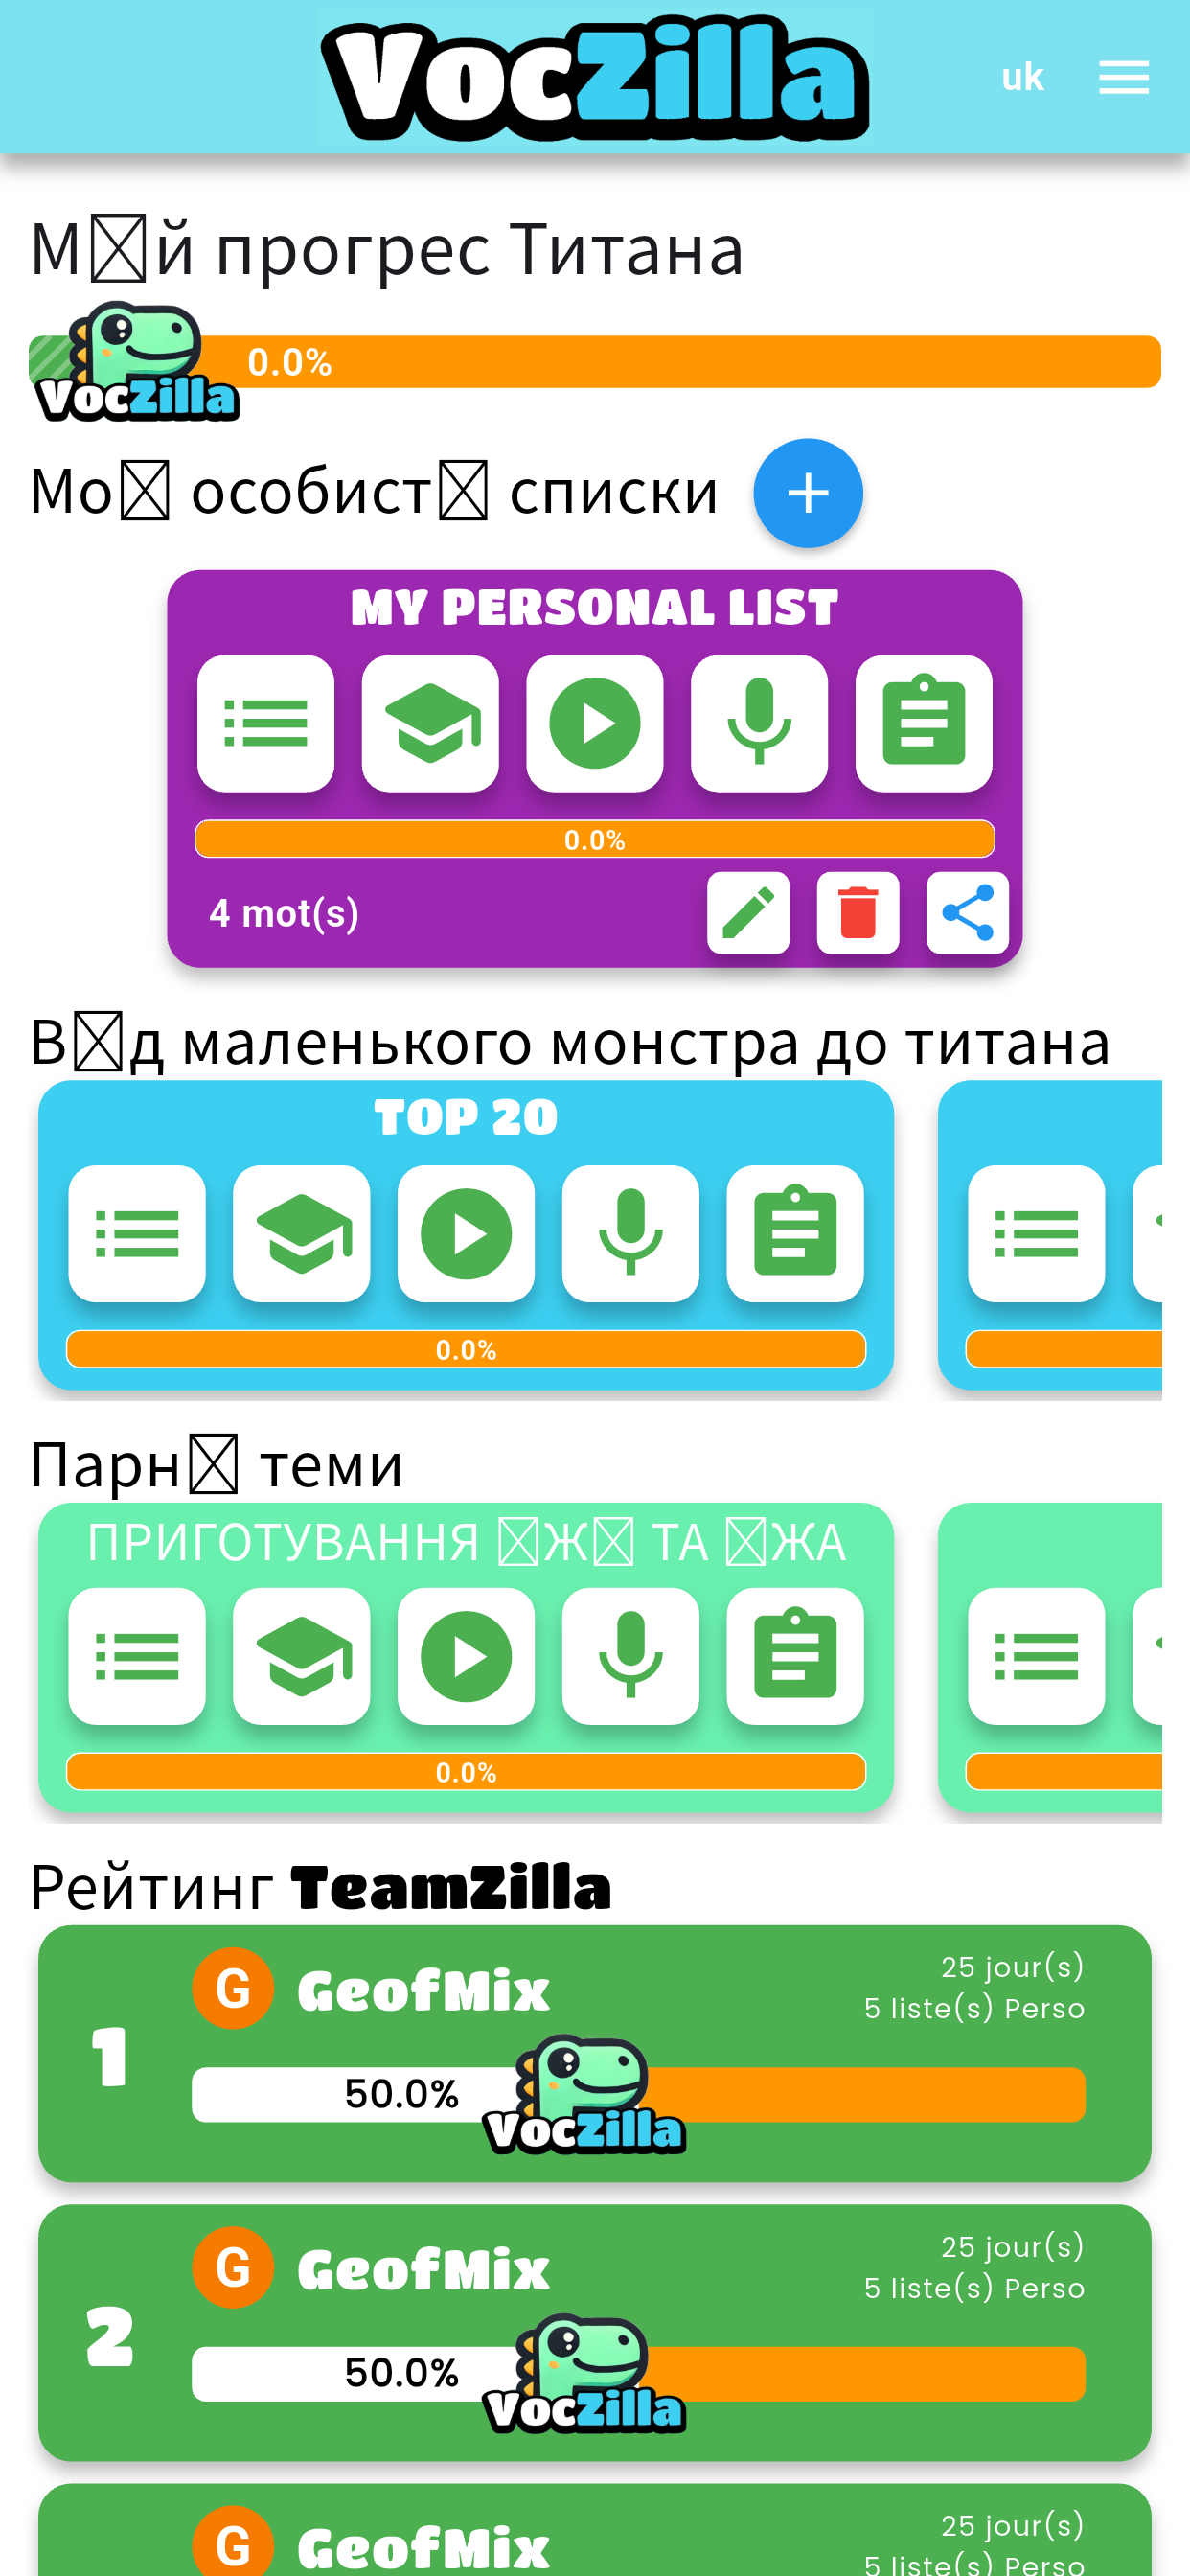 VocZilla
uk
М☒й прогрес Титана
VocZilla
0.0%
Мо☒ особист☒ списки
MY PERSONAL LIST
0.0%
4 mot(s)
В☒д маленького монстра до титана
TOP 20
0.0%
Парн☒ теми
ПРИГОТУВАННЯ ☒Ж☒ ТА ☒ЖА
0.0%
Рейтинг TeamZilla
1
G GeofMix
25 jour(s)
5 liste(s) Perso
50.0%
VocZilla
2
G GeofMix
25 jour(s)
5 liste(s) Perso
50.0%
VocZilla
G GeofMix
25 jour(s)
5 liste(s) Perso